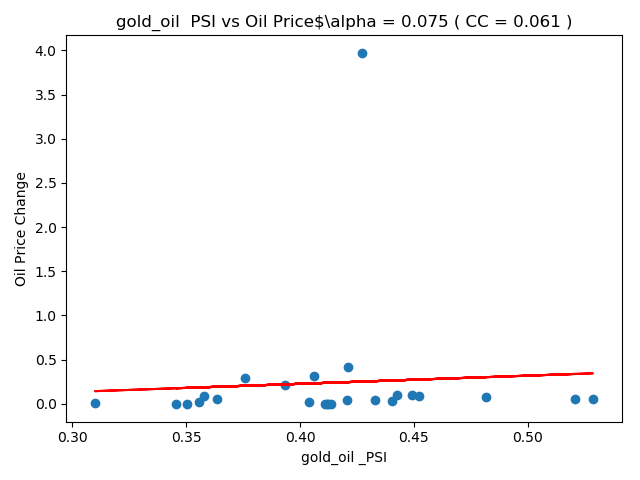 gold_oil  PSI vs Oil Price$\alpha = 0.075 ( CC = 0.061 )
4.0
3.5
3.0
2.5
2.0
1.5
1.0
0.5
0.0
Oil Price Change
0.30 0.35 0.40 0.45 0.50
gold_oil _PSI